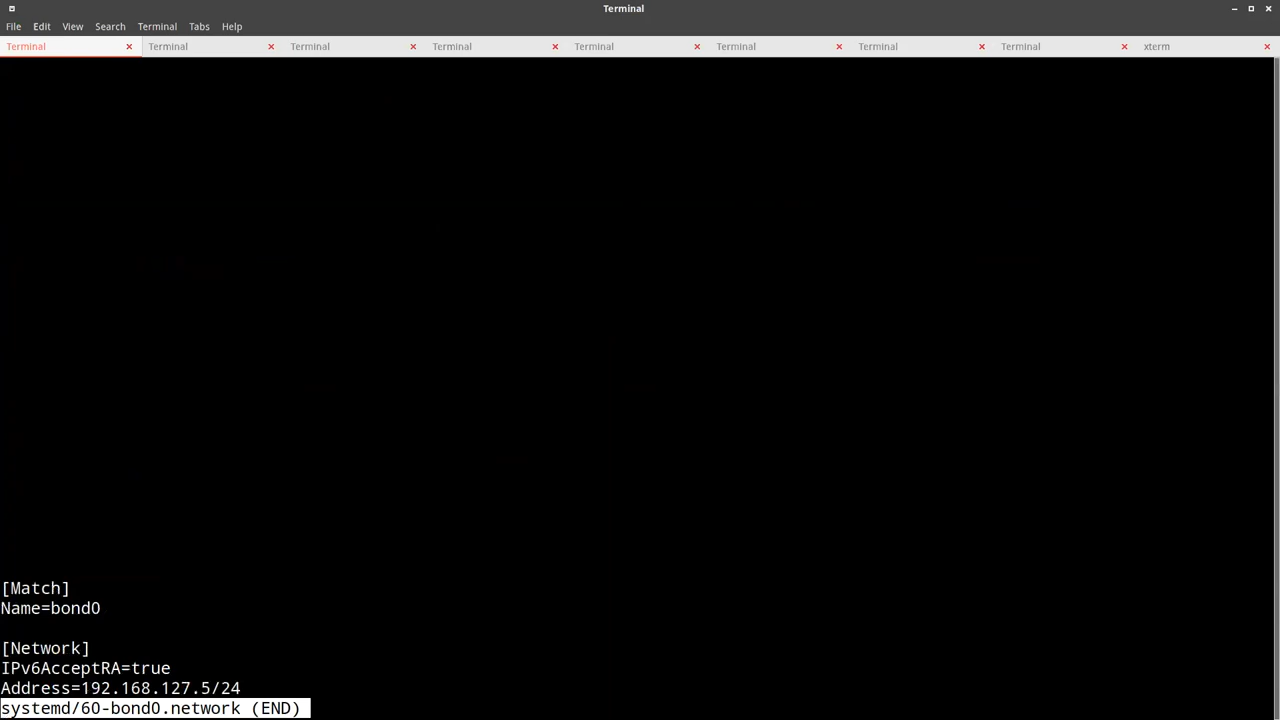 Terminal
File Edit View Search Terminal Tabs Help
Terminal Terminal Terminal Terminal Terminal Terminal Terminal Terminal xterm
[Match]
Name=bond0
[Network]
IPv6AcceptRA=true
Address=192.168.127.5/24
systemd/60-bond0.network (END)